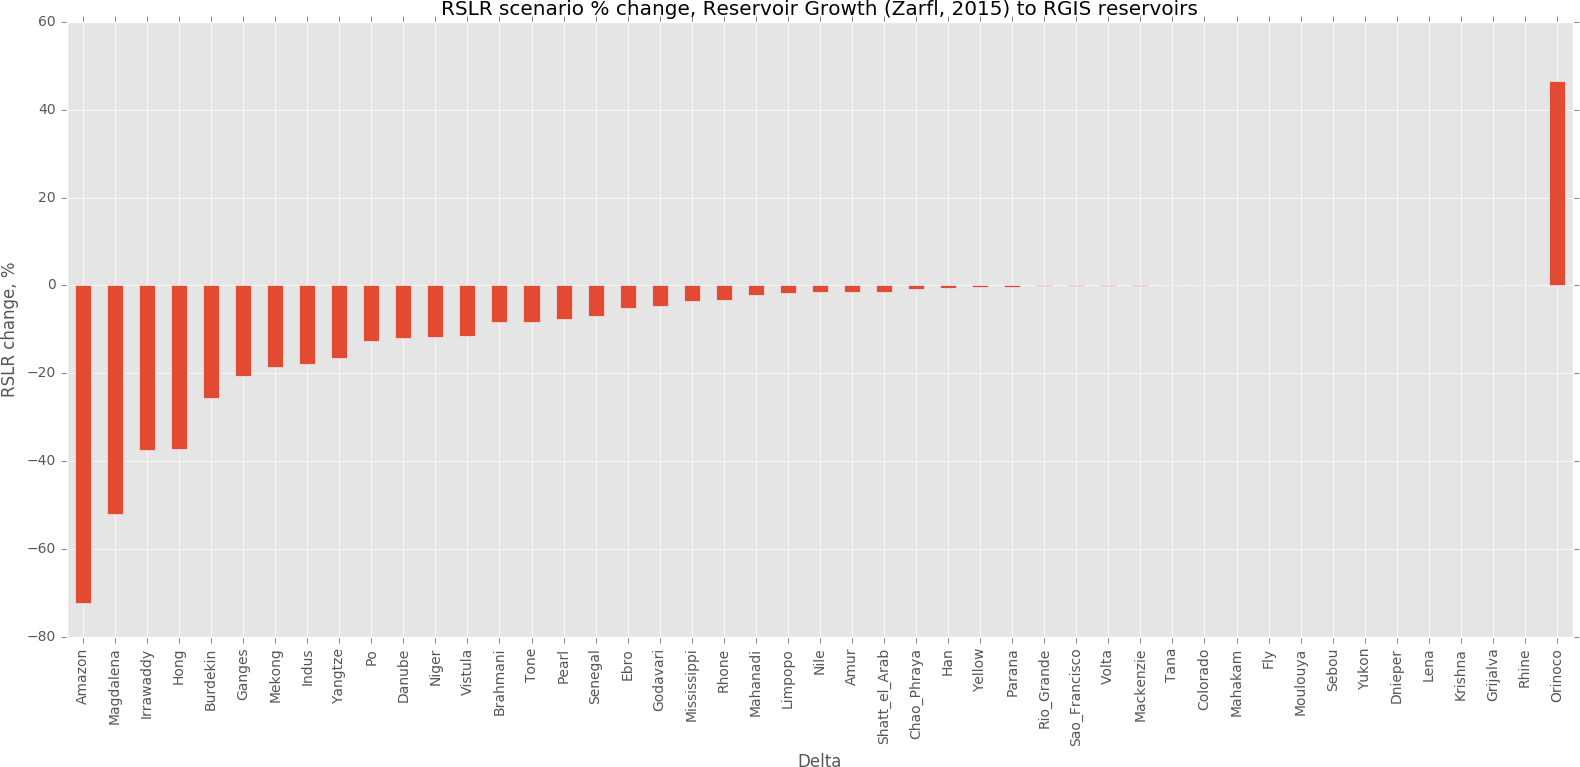 RSLR scenario % change, Reservoir Growth (Zarfl, 2015) to RGIS reservoirs
60
40
20
0
−20
−40
−60
−80
RSLR change, %
Amazon
Magdalena
Irrawaddy
Hong
Burdekin
Ganges
Mekong
Indus
Yangtze
Po
Danube
Niger
Vistula
Brahmani
Tone
Pearl
Senegal
Ebro
Godavari
Mississippi
Rhone
Mahanadi
Limpopo
Nile
Amur
Shatt_el_Arab
Chao_Phraya
Han
Yellow
Parana
Rio_Grande
Sao_Francisco
Volta
Mackenzie
Tana
Colorado
Mahakam
Fly
Moulouya
Sebou
Yukon
Dnieper
Lena
Krishna
Grijalva
Rhine
Orinoco
Delta